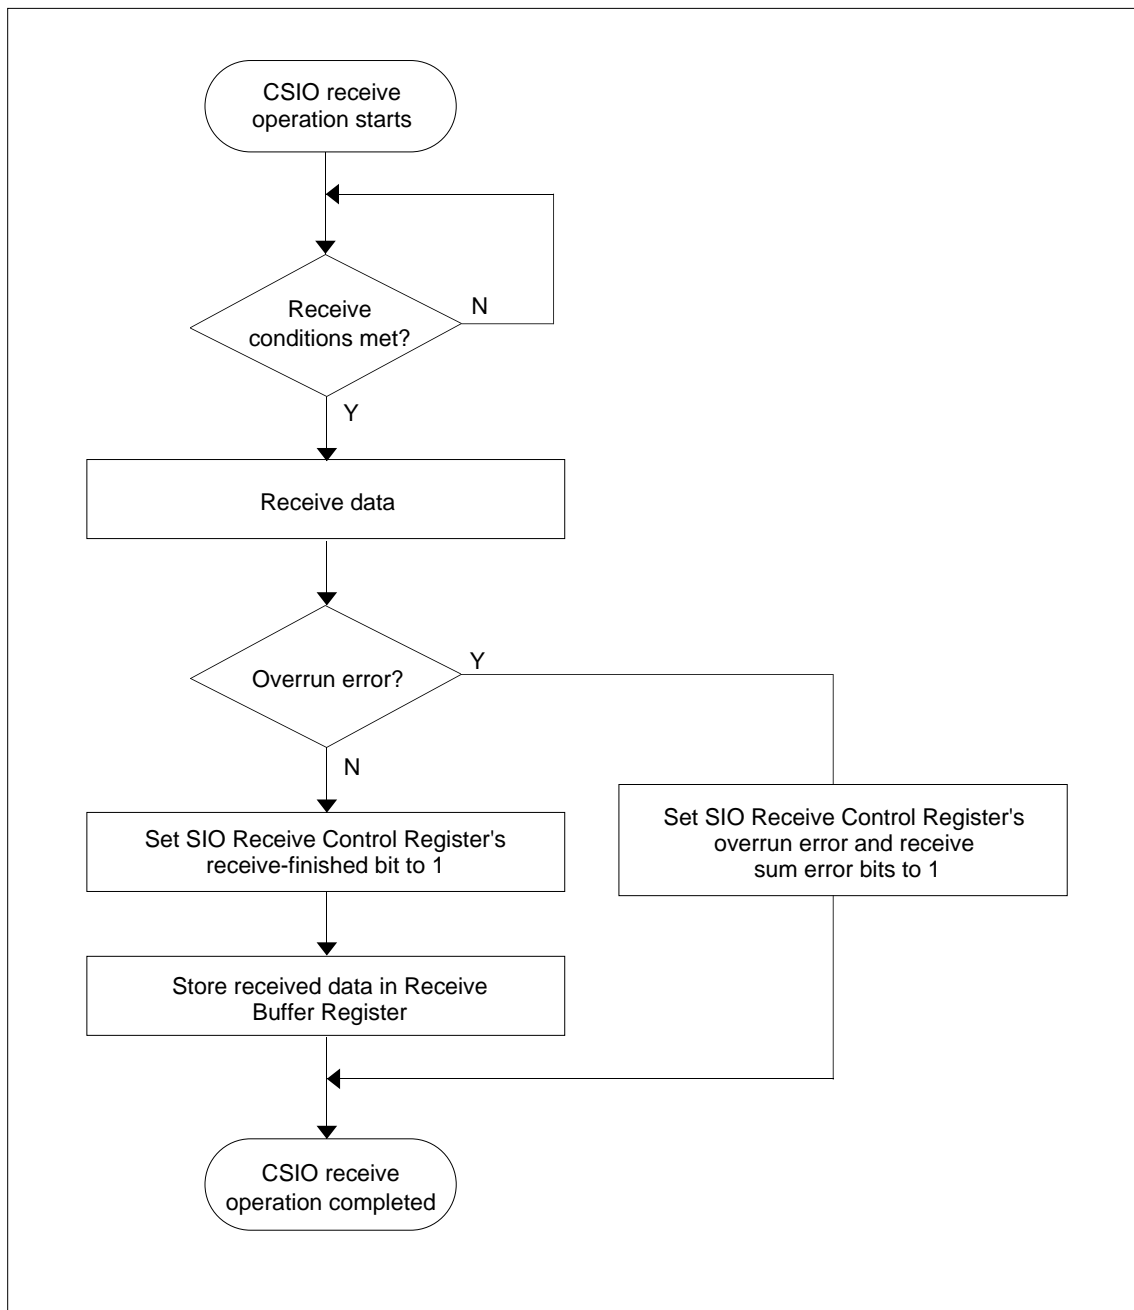 CSIO receive
operation starts
Receive
conditions met?
N
Y
Receive data
Overrun error?
Y
N
Set SIO Receive Control Register's
receive-finished bit to 1
Set SIO Receive Control Register's
overrun error and receive
sum error bits to 1
Store received data in Receive
Buffer Register
CSIO receive
operation completed